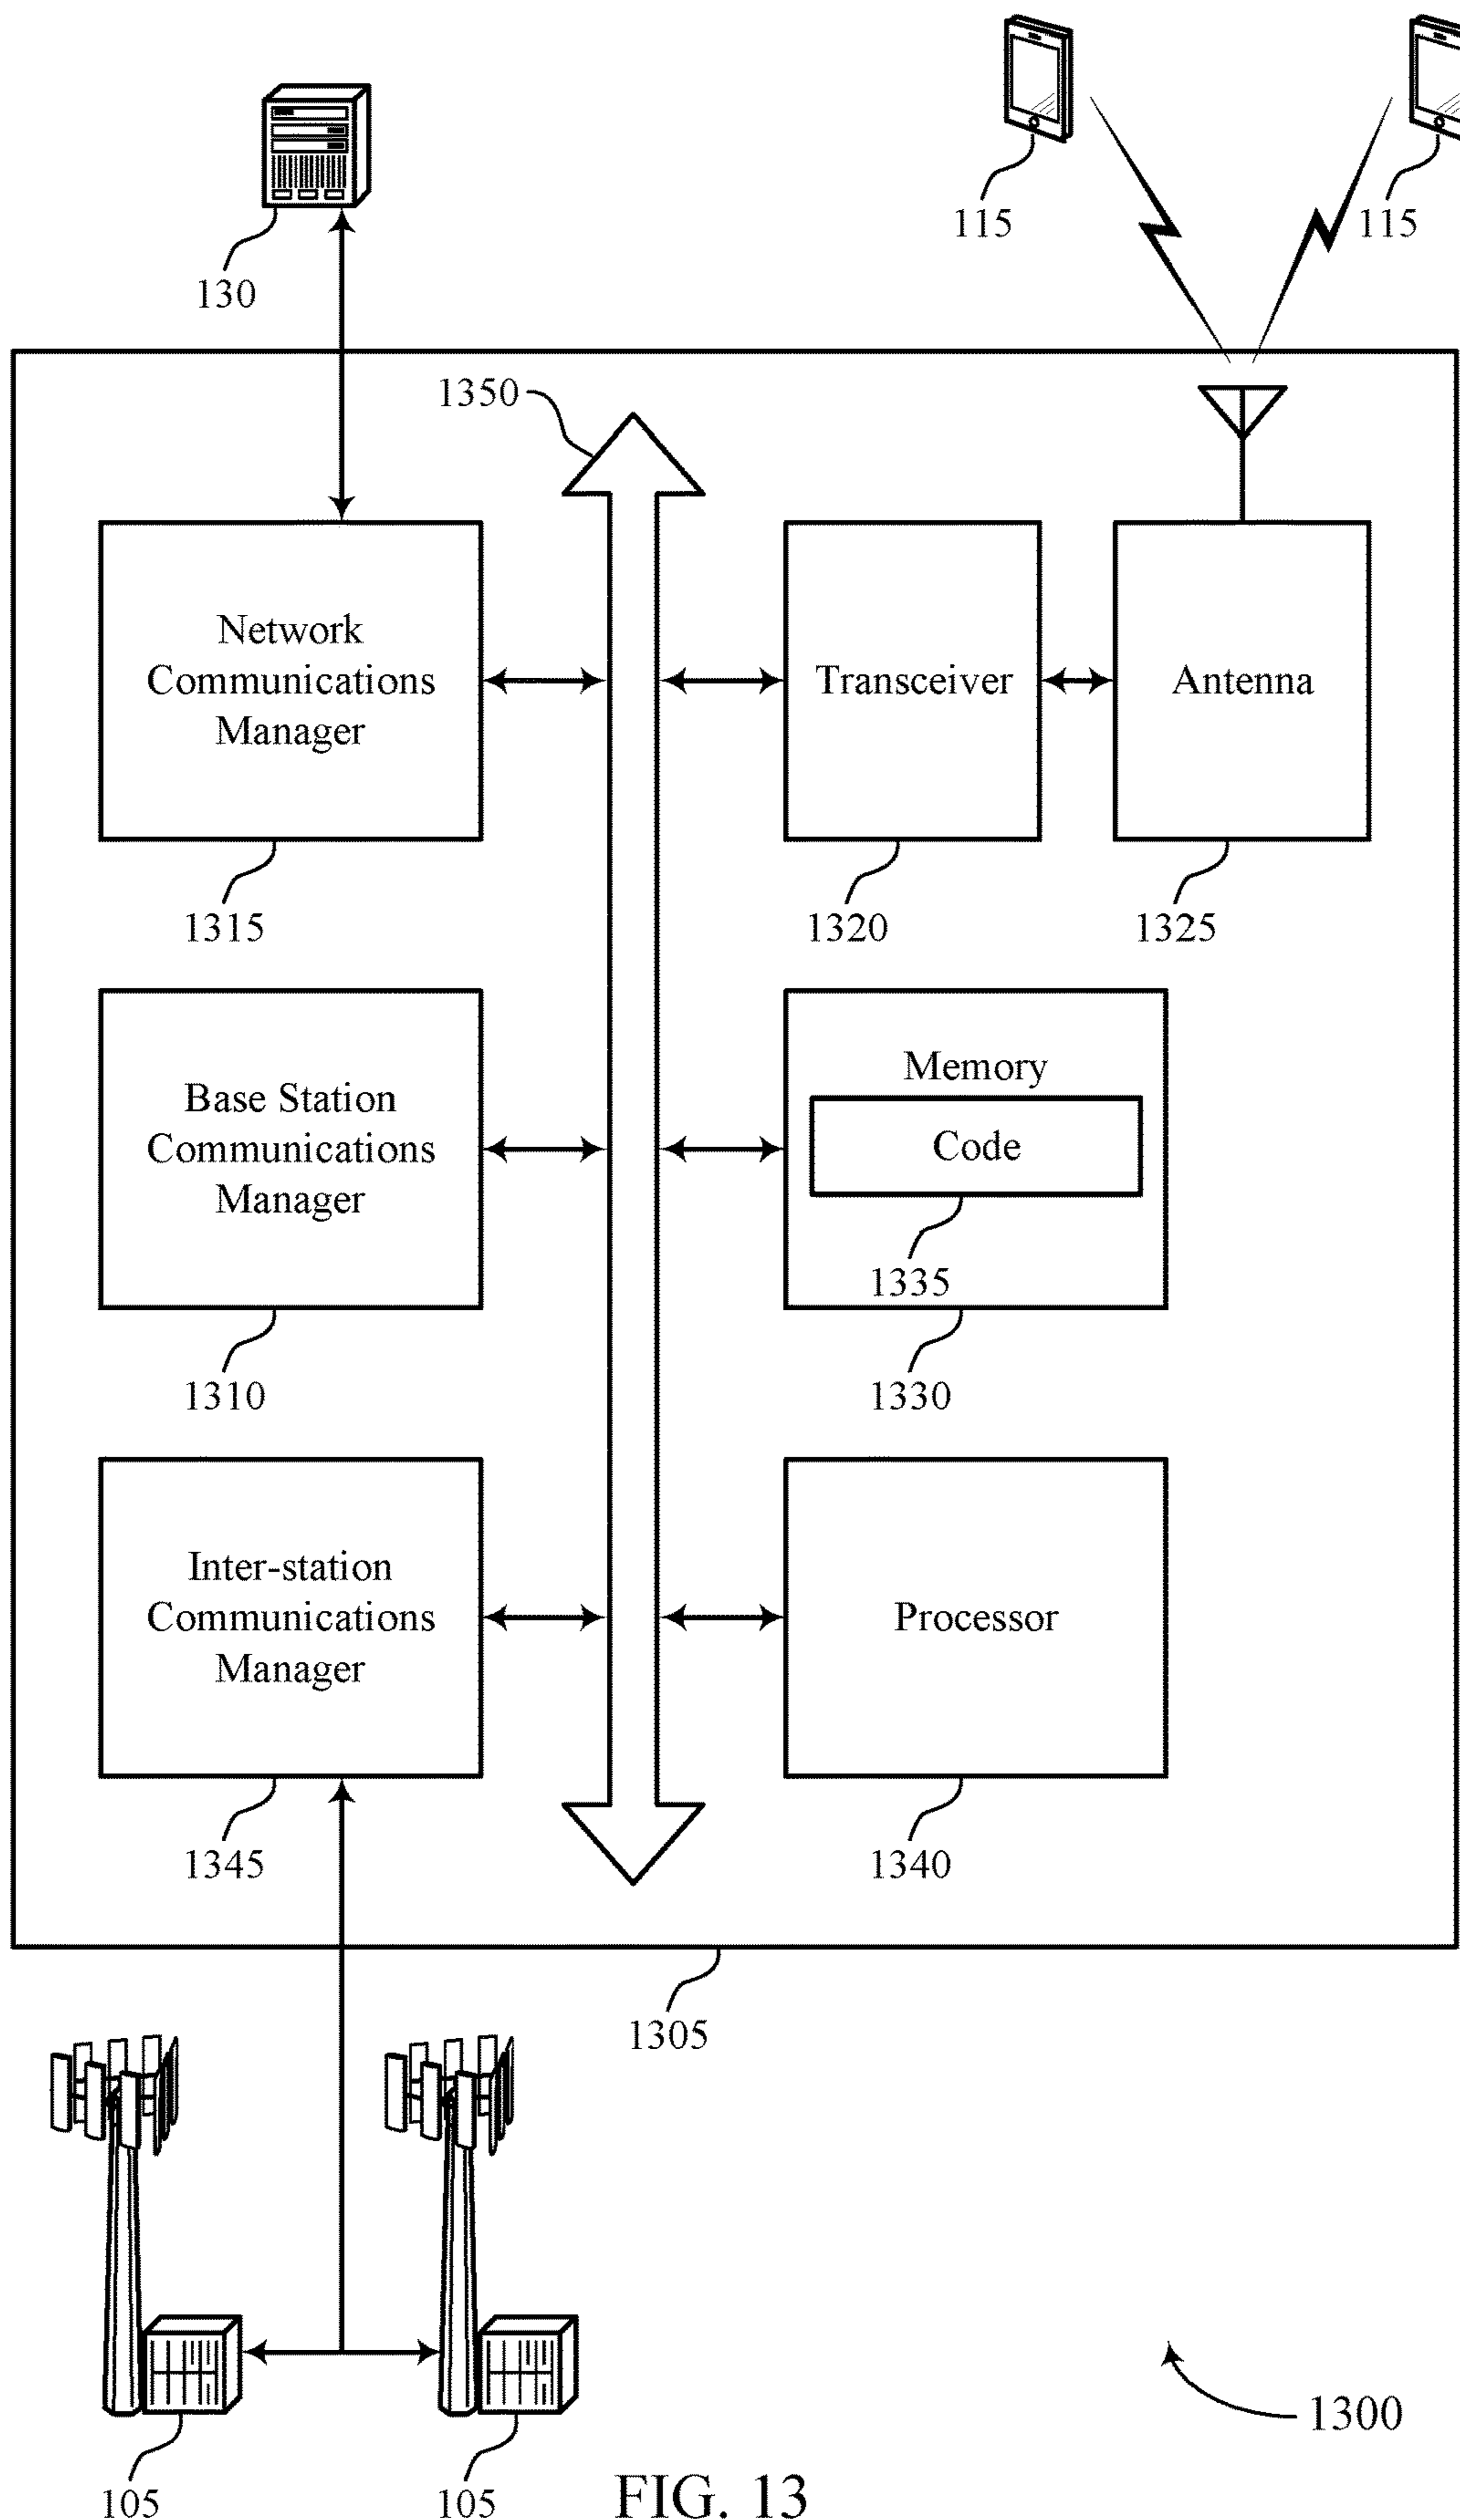 115
115
130
1350
Network
Communications
Manager
Transceiver
Antenna
1315
1320
1325
Base Station
Communications
Manager
Memory
Code
1335
1310
1330
Inter-station
Communications
Manager
Processor
1345
1340
1305
1300
105
105
FIG. 13